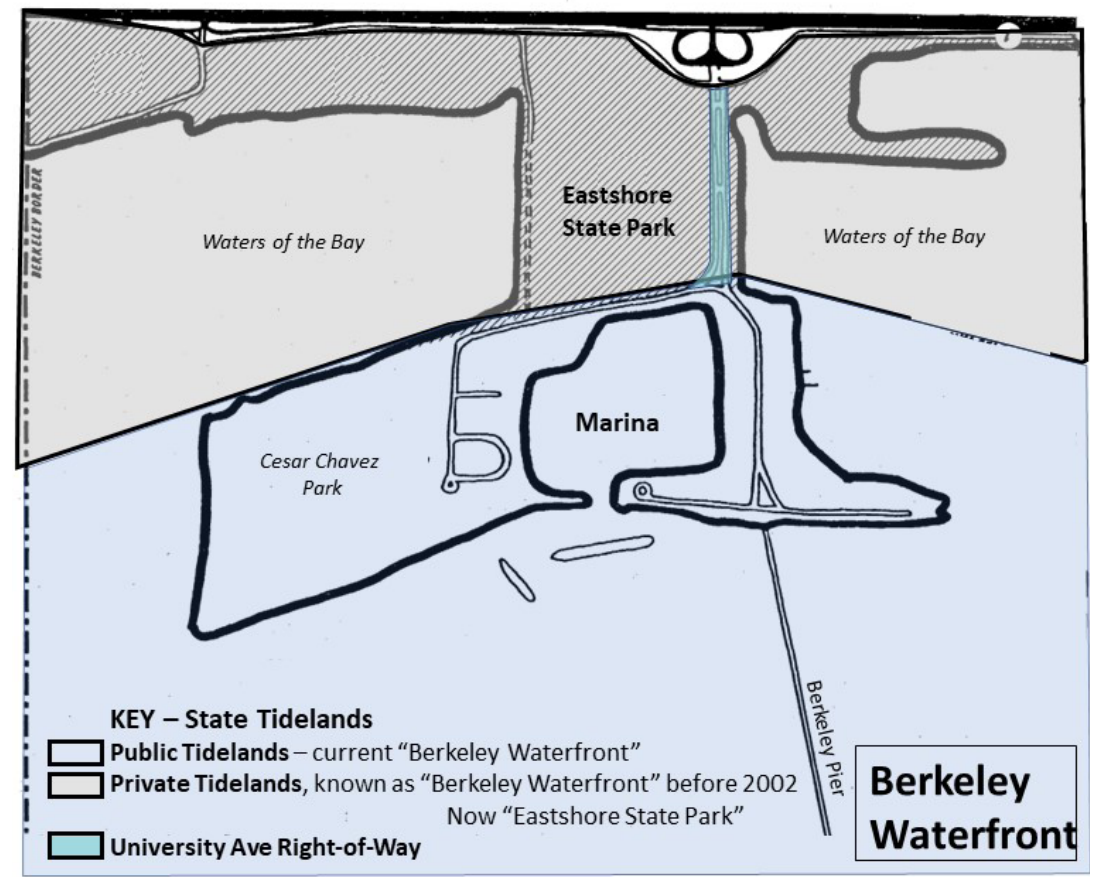 BERKELEY BORDER
Eastshore
State Park
Waters of the Bay
Waters of the Bay
Marina
Cesar Chavez
Park
Berkeley Pier
KEY – State Tidelands
Public Tidelands – current “Berkeley Waterfront”
Private Tidelands, known as “Berkeley Waterfront” before 2002
Now “Eastshore State Park”
University Ave Right-of-Way
Berkeley
Waterfront